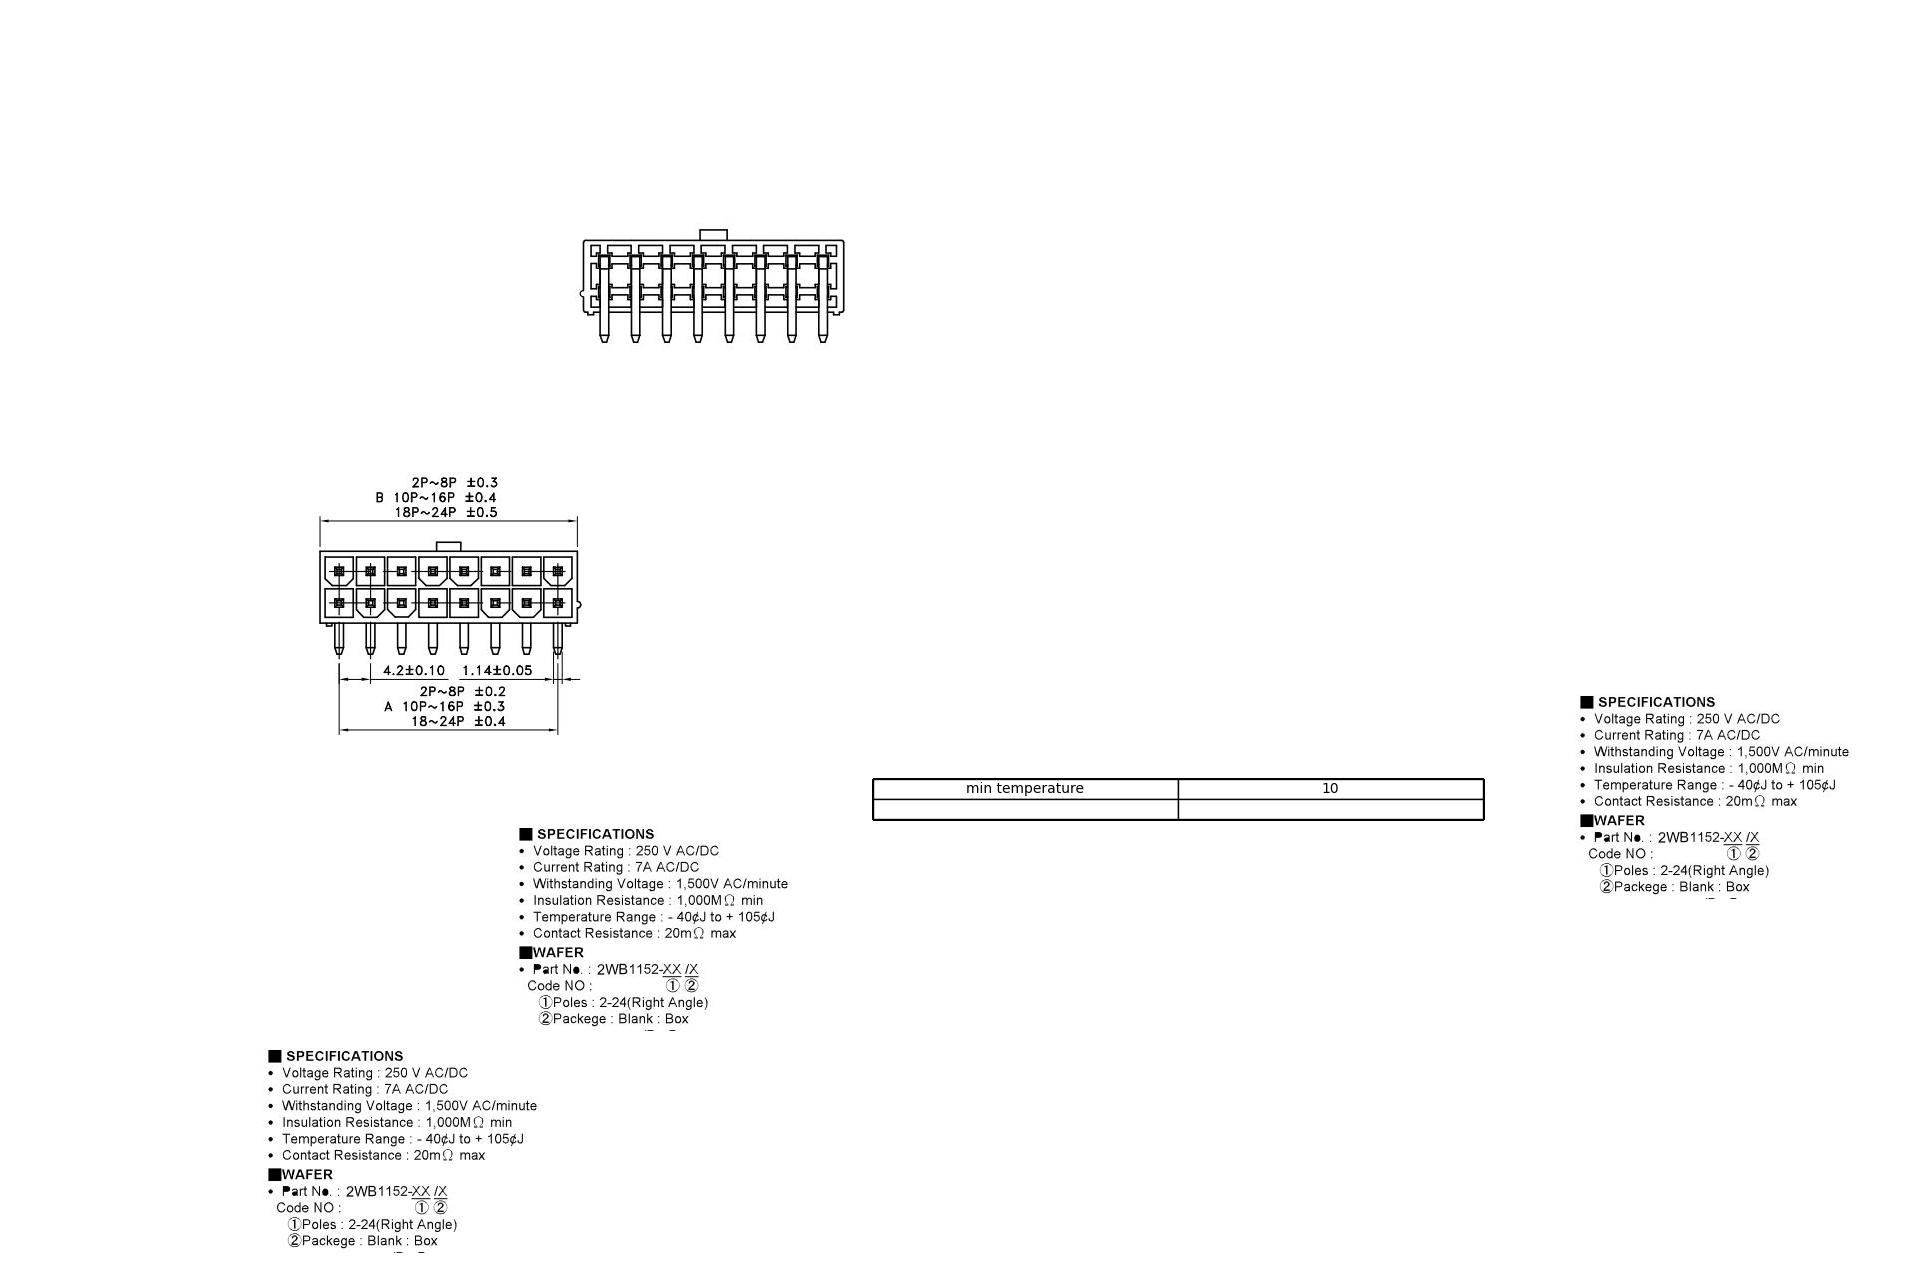 2P~8P ±0.3
B 10P~16P ±0.4
18P~24P ±0.5
4.2±0.10 1.14±0.05
2P~8P ±0.2
A 10P~16P ±0.3
18~24P ±0.4
min temperature 10
■ SPECIFICATIONS
• Voltage Rating : 250 V AC/DC
• Current Rating : 7A AC/DC
• Withstanding Voltage : 1,500V AC/minute
• Insulation Resistance : 1,000MΩ min
• Temperature Range : - 40¢J to + 105¢J
• Contact Resistance : 20mΩ max
■WAFER
• Part No. : 2WB1152-XX /X
Code NO : ① ②
①Poles : 2-24(Right Angle)
②Packege : Blank : Box
■ SPECIFICATIONS
• Voltage Rating : 250 V AC/DC
• Current Rating : 7A AC/DC
• Withstanding Voltage : 1,500V AC/minute
• Insulation Resistance : 1,000MΩ min
• Temperature Range : - 40¢J to + 105¢J
• Contact Resistance : 20mΩ max
■WAFER
• Part No. : 2WB1152-XX /X
Code NO : ① ②
①Poles : 2-24(Right Angle)
②Packege : Blank : Box
■ SPECIFICATIONS
• Voltage Rating : 250 V AC/DC
• Current Rating : 7A AC/DC
• Withstanding Voltage : 1,500V AC/minute
• Insulation Resistance : 1,000MΩ min
• Temperature Range : - 40¢J to + 105¢J
• Contact Resistance : 20mΩ max
■WAFER
• Part No. : 2WB1152-XX /X
Code NO : ① ②
①Poles : 2-24(Right Angle)
②Packege : Blank : Box